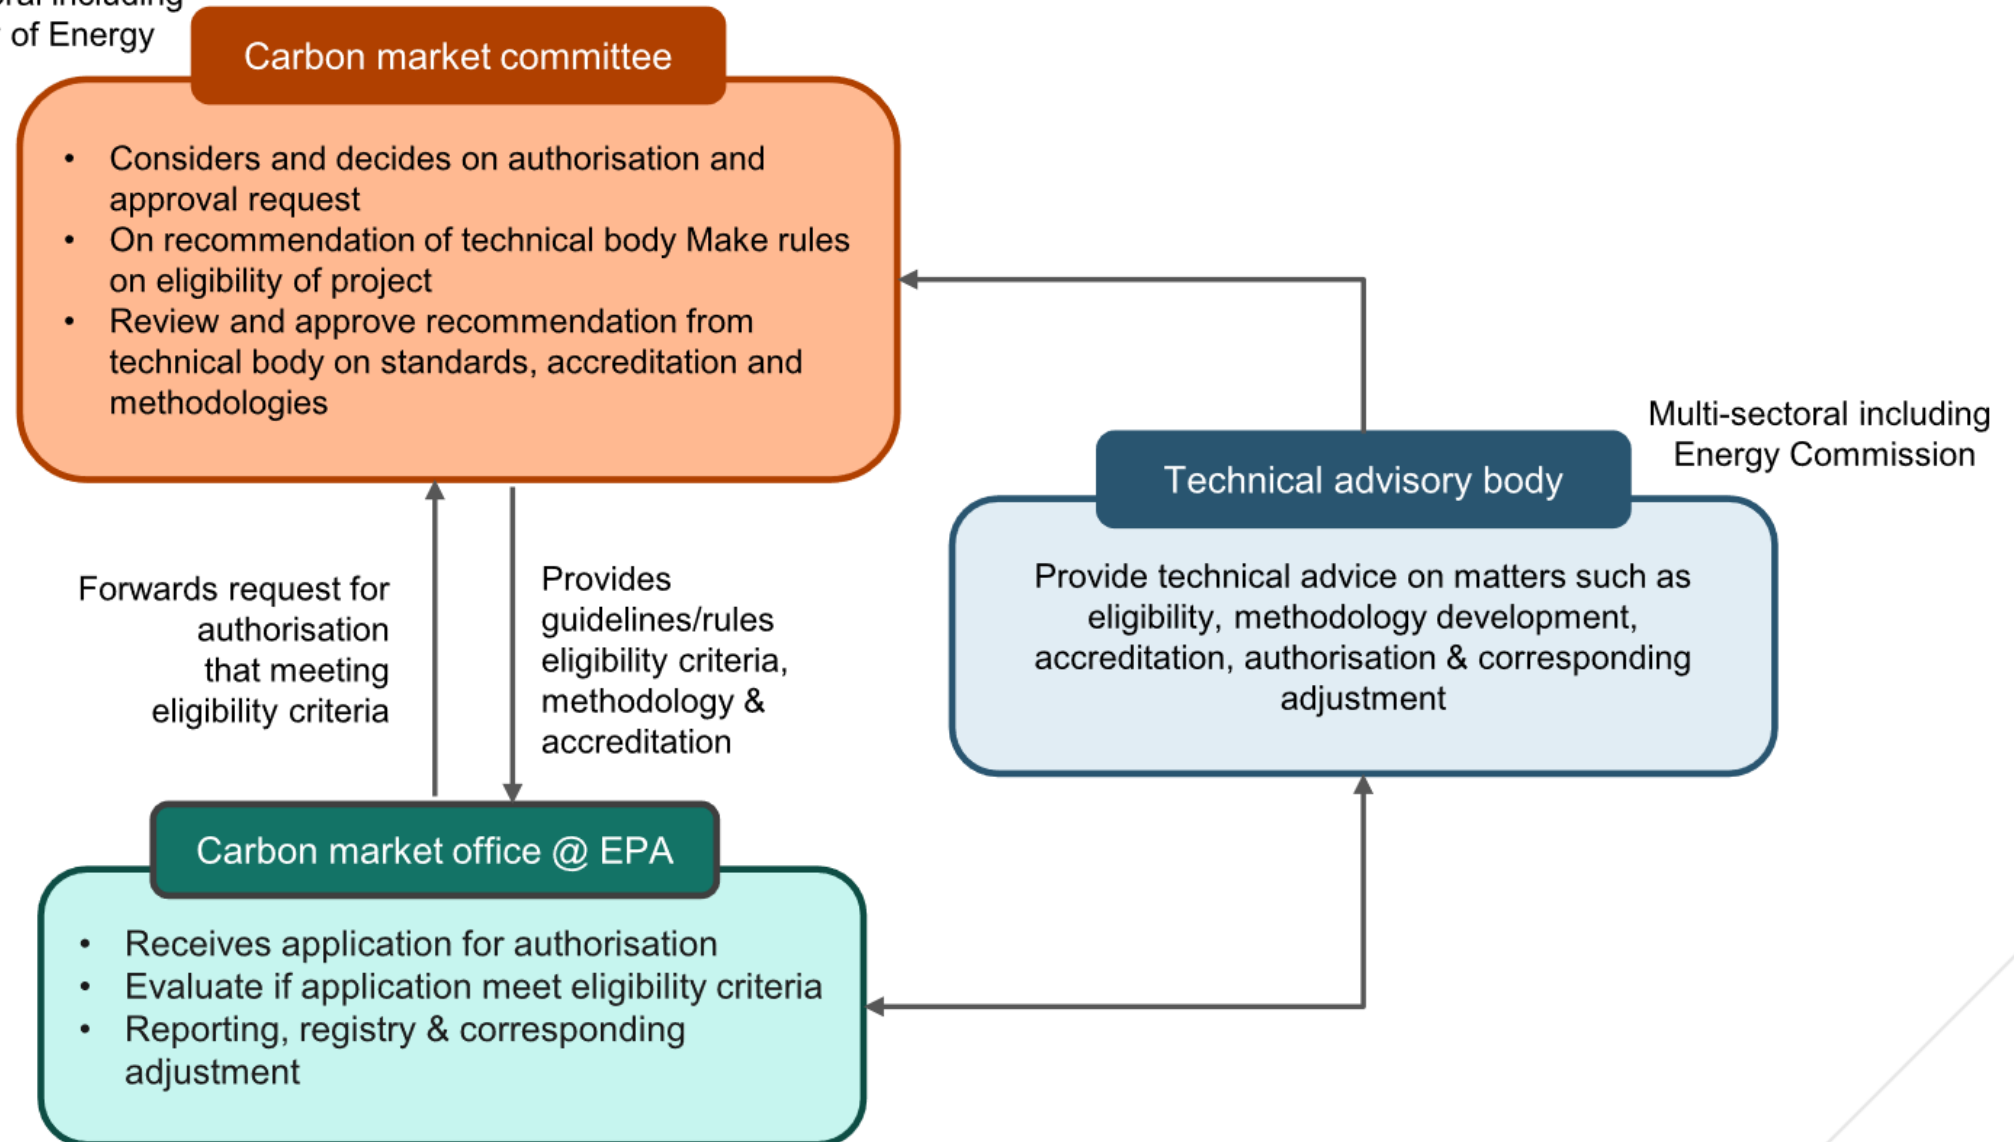 of Energy
Carbon market committee
• Considers and decides on authorisation and
approval request
• On recommendation of technical body Make rules
on eligibility of project
• Review and approve recommendation from
technical body on standards, accreditation and
methodologies
Multi-sectoral including
Energy Commission
Technical advisory body
Provide technical advice on matters such as
eligibility, methodology development,
accreditation, authorisation & corresponding
adjustment
Forwards request for
authorisation
that meeting
eligibility criteria
Provides
guidelines/rules
eligibility criteria,
methodology &
accreditation
Carbon market office @ EPA
• Receives application for authorisation
• Evaluate if application meet eligibility criteria
• Reporting, registry & corresponding
adjustment